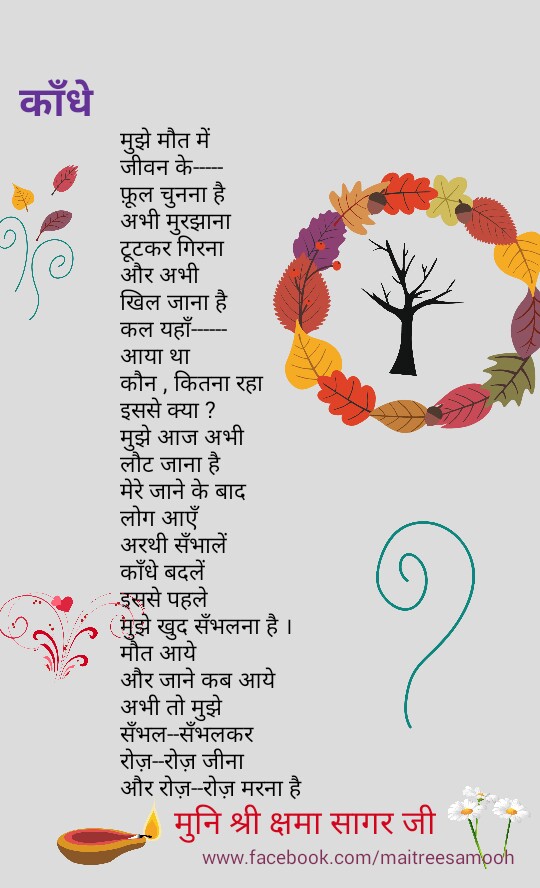 काँधे
मुझे मौत में
जीवन के-----
फ़ूल चुनना है
अभी मुरझाना
टूटकर गिरना
और अभी
खिल जाना है
कल यहाँ------
आया था
कौन , कितना रहा
इससे क्या ?
मुझे आज अभी
लौट जाना है
मेरे जाने के बाद
लोग आएँ
अरथी सँभालें
काँधे बदलें
इससे पहले
मुझे खुद सँभलना है ।
मौत आये
और जाने कब आये
अभी तो मुझे
सँभल--सँभलकर
रोज़--रोज़ जीना
और रोज़--रोज़ मरना है
मुनि श्री क्षमा सागर जी
www.facebook.com/maitreesamooh